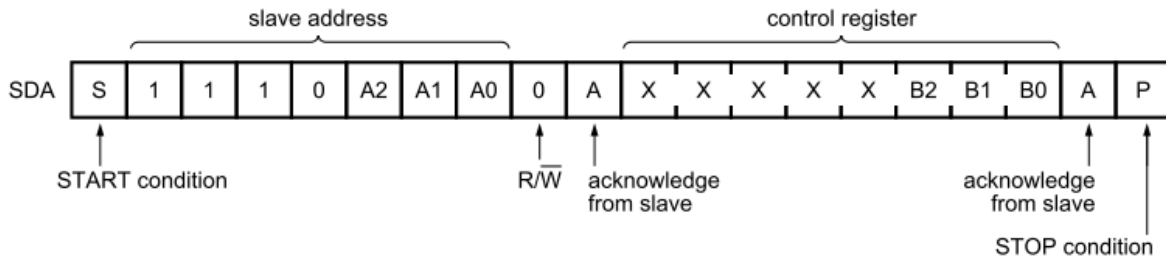 slave address control register
SDA S 1 1 1 0 A2 A1 A0 0 A X X X X X B2 B1 B0 A P
START condition R/W̅ acknowledge acknowledge
from slave from slave
STOP condition